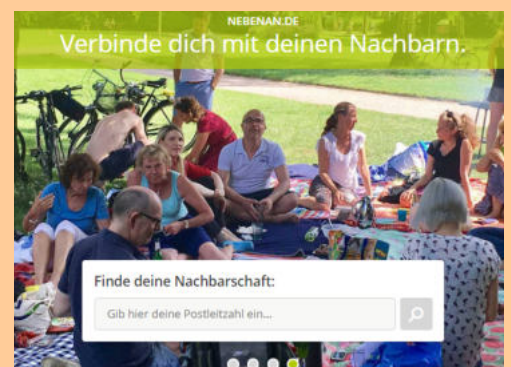 NEBENAN.DE
Verbinde dich mit deinen Nachbarn.
Finde deine Nachbarschaft:
Gib hier deine Postleitzahl ein...